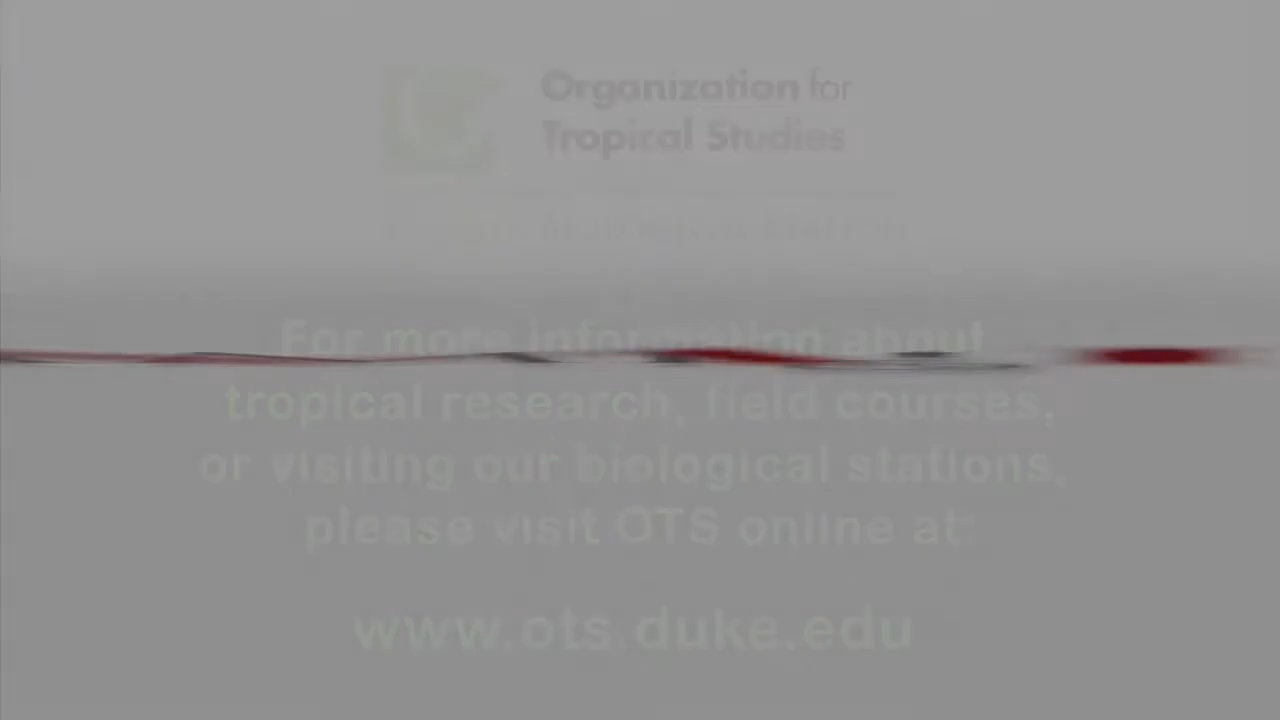 Organization for
Tropical Studies
For more information about
tropical research, field courses,
or visiting our biological stations,
please visit OTS online at:
www.ots.duke.edu